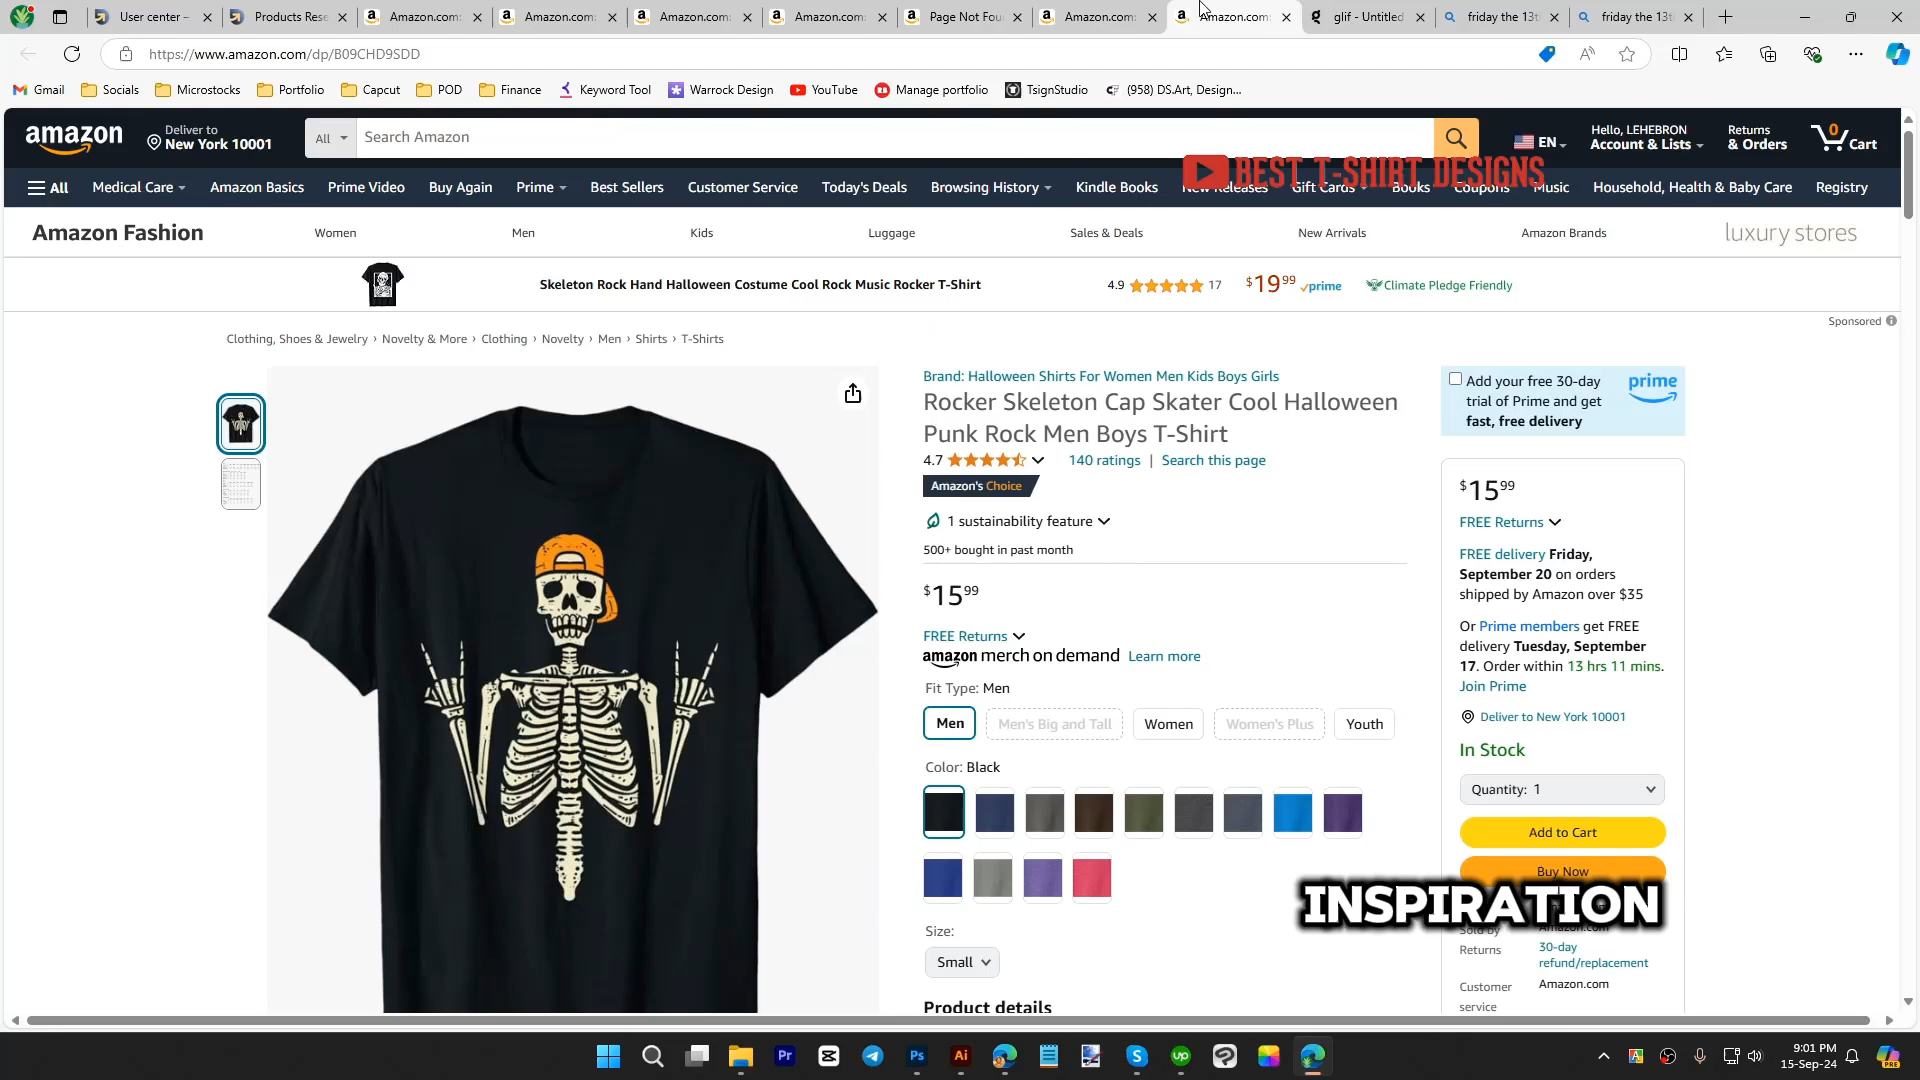 User center –
Products Rese
Amazon.com:
Amazon.com:
Amazon.com:
Amazon.com:
Page Not Fou
Amazon.com:
Amazon.com:
glif - Untitled
friday the 13t
friday the 13t
https://www.amazon.com/dp/B09CHD9SDD
Gmail
Socials
Microstocks
Portfolio
Capcut
POD
Finance
Keyword Tool
Warrock Design
YouTube
Manage portfolio
TsignStudio
(958) DS.Art, Design...
amazon
Deliver to
New York 10001
All
Search Amazon
EN
Hello, LEHEBRON
Account & Lists
Returns
& Orders
0
Cart
BEST T-SHIRT DESIGNS
All
Medical Care
Amazon Basics
Prime Video
Buy Again
Prime
Best Sellers
Customer Service
Today's Deals
Browsing History
Kindle Books
New Releases
Gift Cards
Books
Coupons
Music
Household, Health & Baby Care
Registry
Amazon Fashion
Women
Men
Kids
Luggage
Sales & Deals
New Arrivals
Amazon Brands
luxury stores
Skeleton Rock Hand Halloween Costume Cool Rock Music Rocker T-Shirt
4.9
17
$19.99 prime
Climate Pledge Friendly
Sponsored
Clothing, Shoes & Jewelry › Novelty & More › Clothing › Novelty › Men › Shirts › T-Shirts
Brand: Halloween Shirts For Women Men Kids Boys Girls
Rocker Skeleton Cap Skater Cool Halloween
Punk Rock Men Boys T-Shirt
4.7
140 ratings | Search this page
Amazon's Choice
1 sustainability feature
500+ bought in past month
$15.99
FREE Returns
amazon merch on demand Learn more
Fit Type: Men
Men
Men's Big and Tall
Women
Women's Plus
Youth
Color: Black
Size:
Small
Product details
Add your free 30-day
trial of Prime and get
fast, free delivery
prime
$15.99
FREE Returns
FREE delivery Friday,
September 20 on orders
shipped by Amazon over $35
Or Prime members get FREE
delivery Tuesday, September
17. Order within 13 hrs 11 mins.
Join Prime
Deliver to New York 10001
In Stock
Quantity: 1
Add to Cart
Buy Now
INSPIRATION
Sold by
Amazon.com
Returns
30-day
refund/replacement
Customer
service
Amazon.com
Pr
Ps
Ai
up
9:01 PM
15-Sep-24